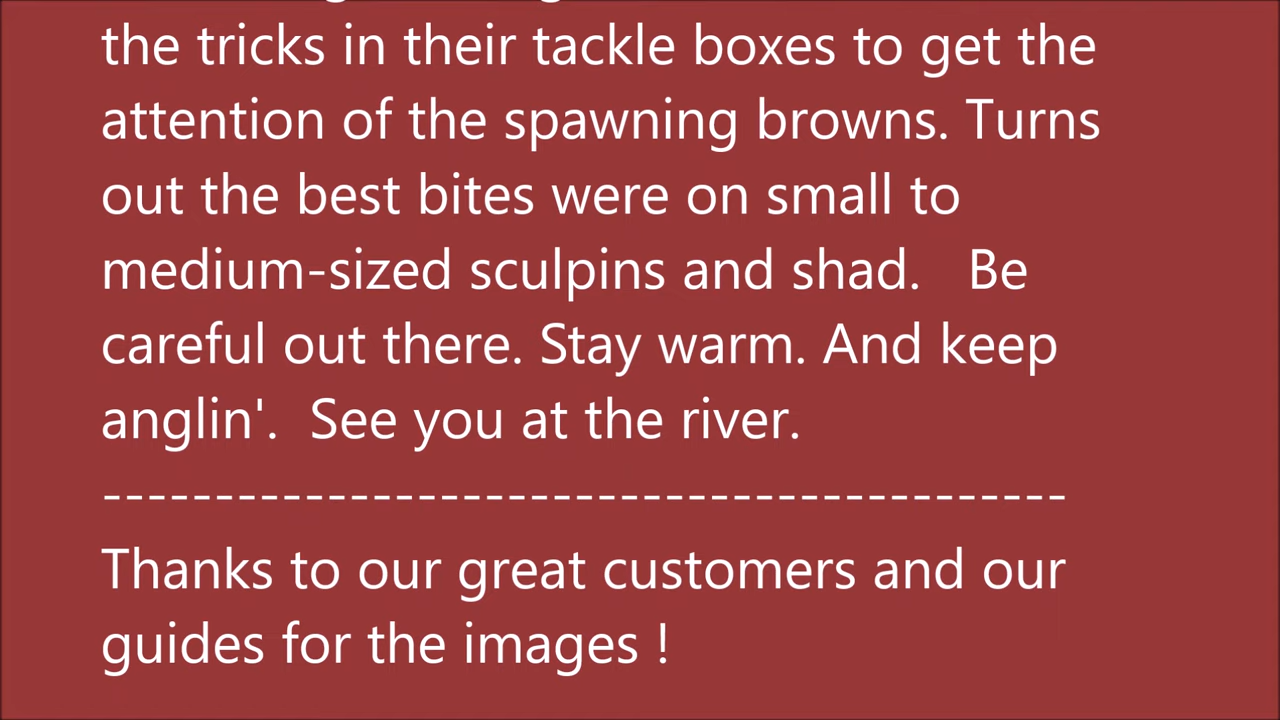 the tricks in their tackle boxes to get the
attention of the spawning browns. Turns
out the best bites were on small to
medium-sized sculpins and shad.   Be
careful out there. Stay warm. And keep
anglin'.  See you at the river.
--------------------------------------------
Thanks to our great customers and our
guides for the images !